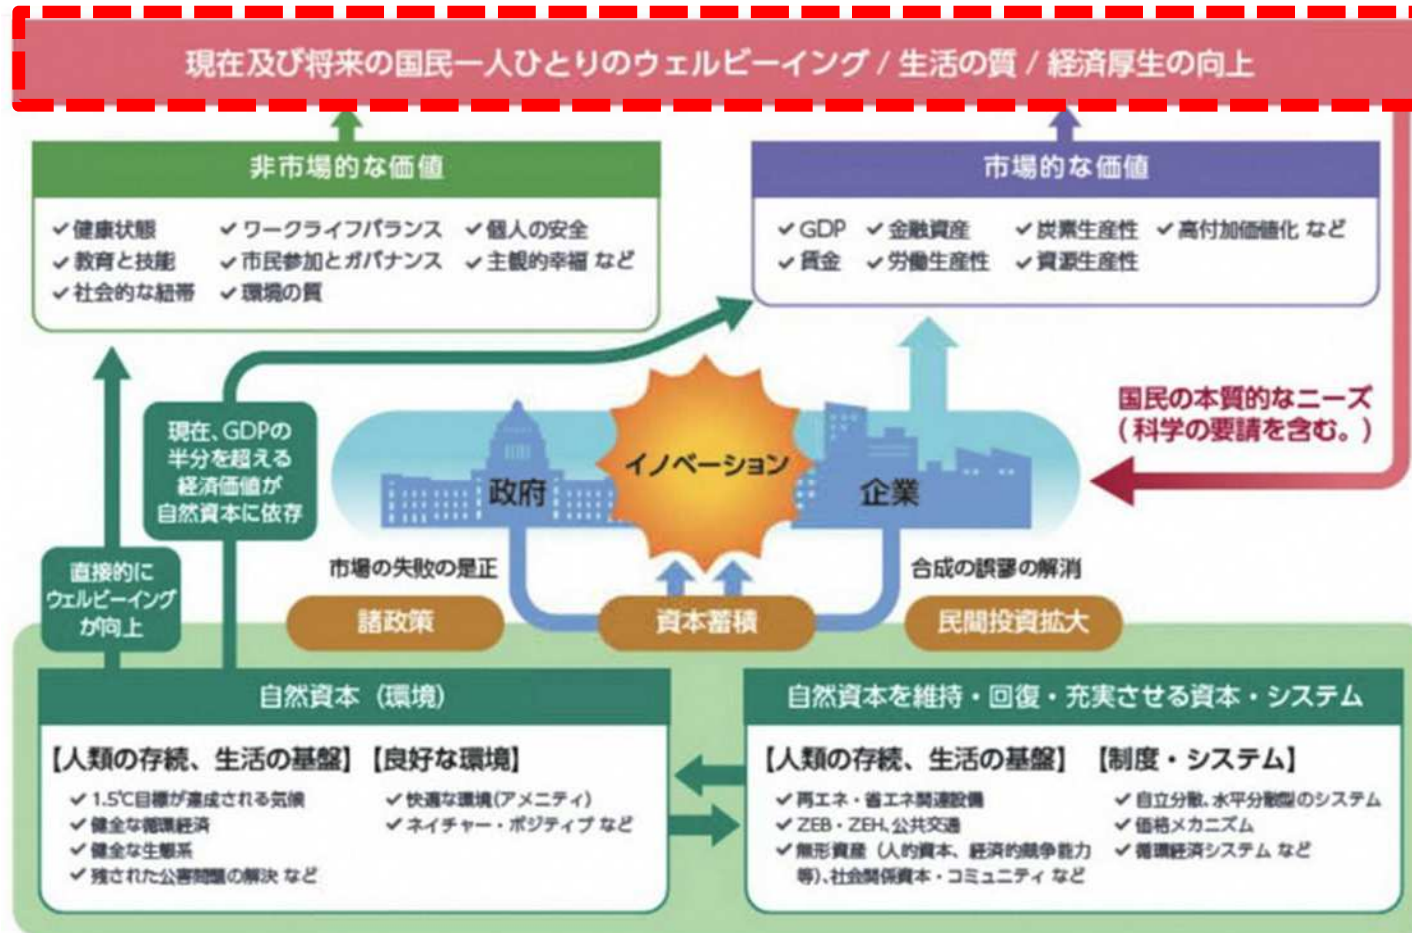 現在及び将来の国民一人ひとりのウェルビーイング / 生活の質 / 経済厚生の向上
非市場的な価値
✓健康状態
✓教育と技能
✓社会的な紐帯
✓ワークライフバランス
✓市民参加とガバナンス
✓環境の質
✓個人の安全
✓主観的幸福 など
市場的な価値
✓GDP
✓賃金
✓金融資産
✓労働生産性
✓炭素生産性
✓資源生産性
✓高付加価値化 など
国民の本質的なニーズ
(科学の要請を含む。)
現在、GDPの
半分を超える
経済価値が
自然資本に依存
直接的に
ウェルビーイング
が向上
政府
イノベーション
企業
市場の失敗の是正
合成の誤謬の解消
諸政策
資本蓄積
民間投資拡大
自然資本（環境）
【人類の存続、生活の基盤】
✓1.5℃目標が達成される気候
✓健全な循環経済
✓健全な生態系
✓残された公害問題の解決 など
【良好な環境】
✓快適な環境(アメニティ)
✓ネイチャー・ポジティブ など
自然資本を維持・回復・充実させる資本・システム
【人類の存続、生活の基盤】
✓再エネ・省エネ関連設備
✓ZEB・ZEH、公共交通
✓無形資産（人的資本、経済的競争能力
等）、社会関係資本・コミュニティ など
【制度・システム】
✓自立分散、水平分散型のシステム
✓価格メカニズム
✓循環経済システム など